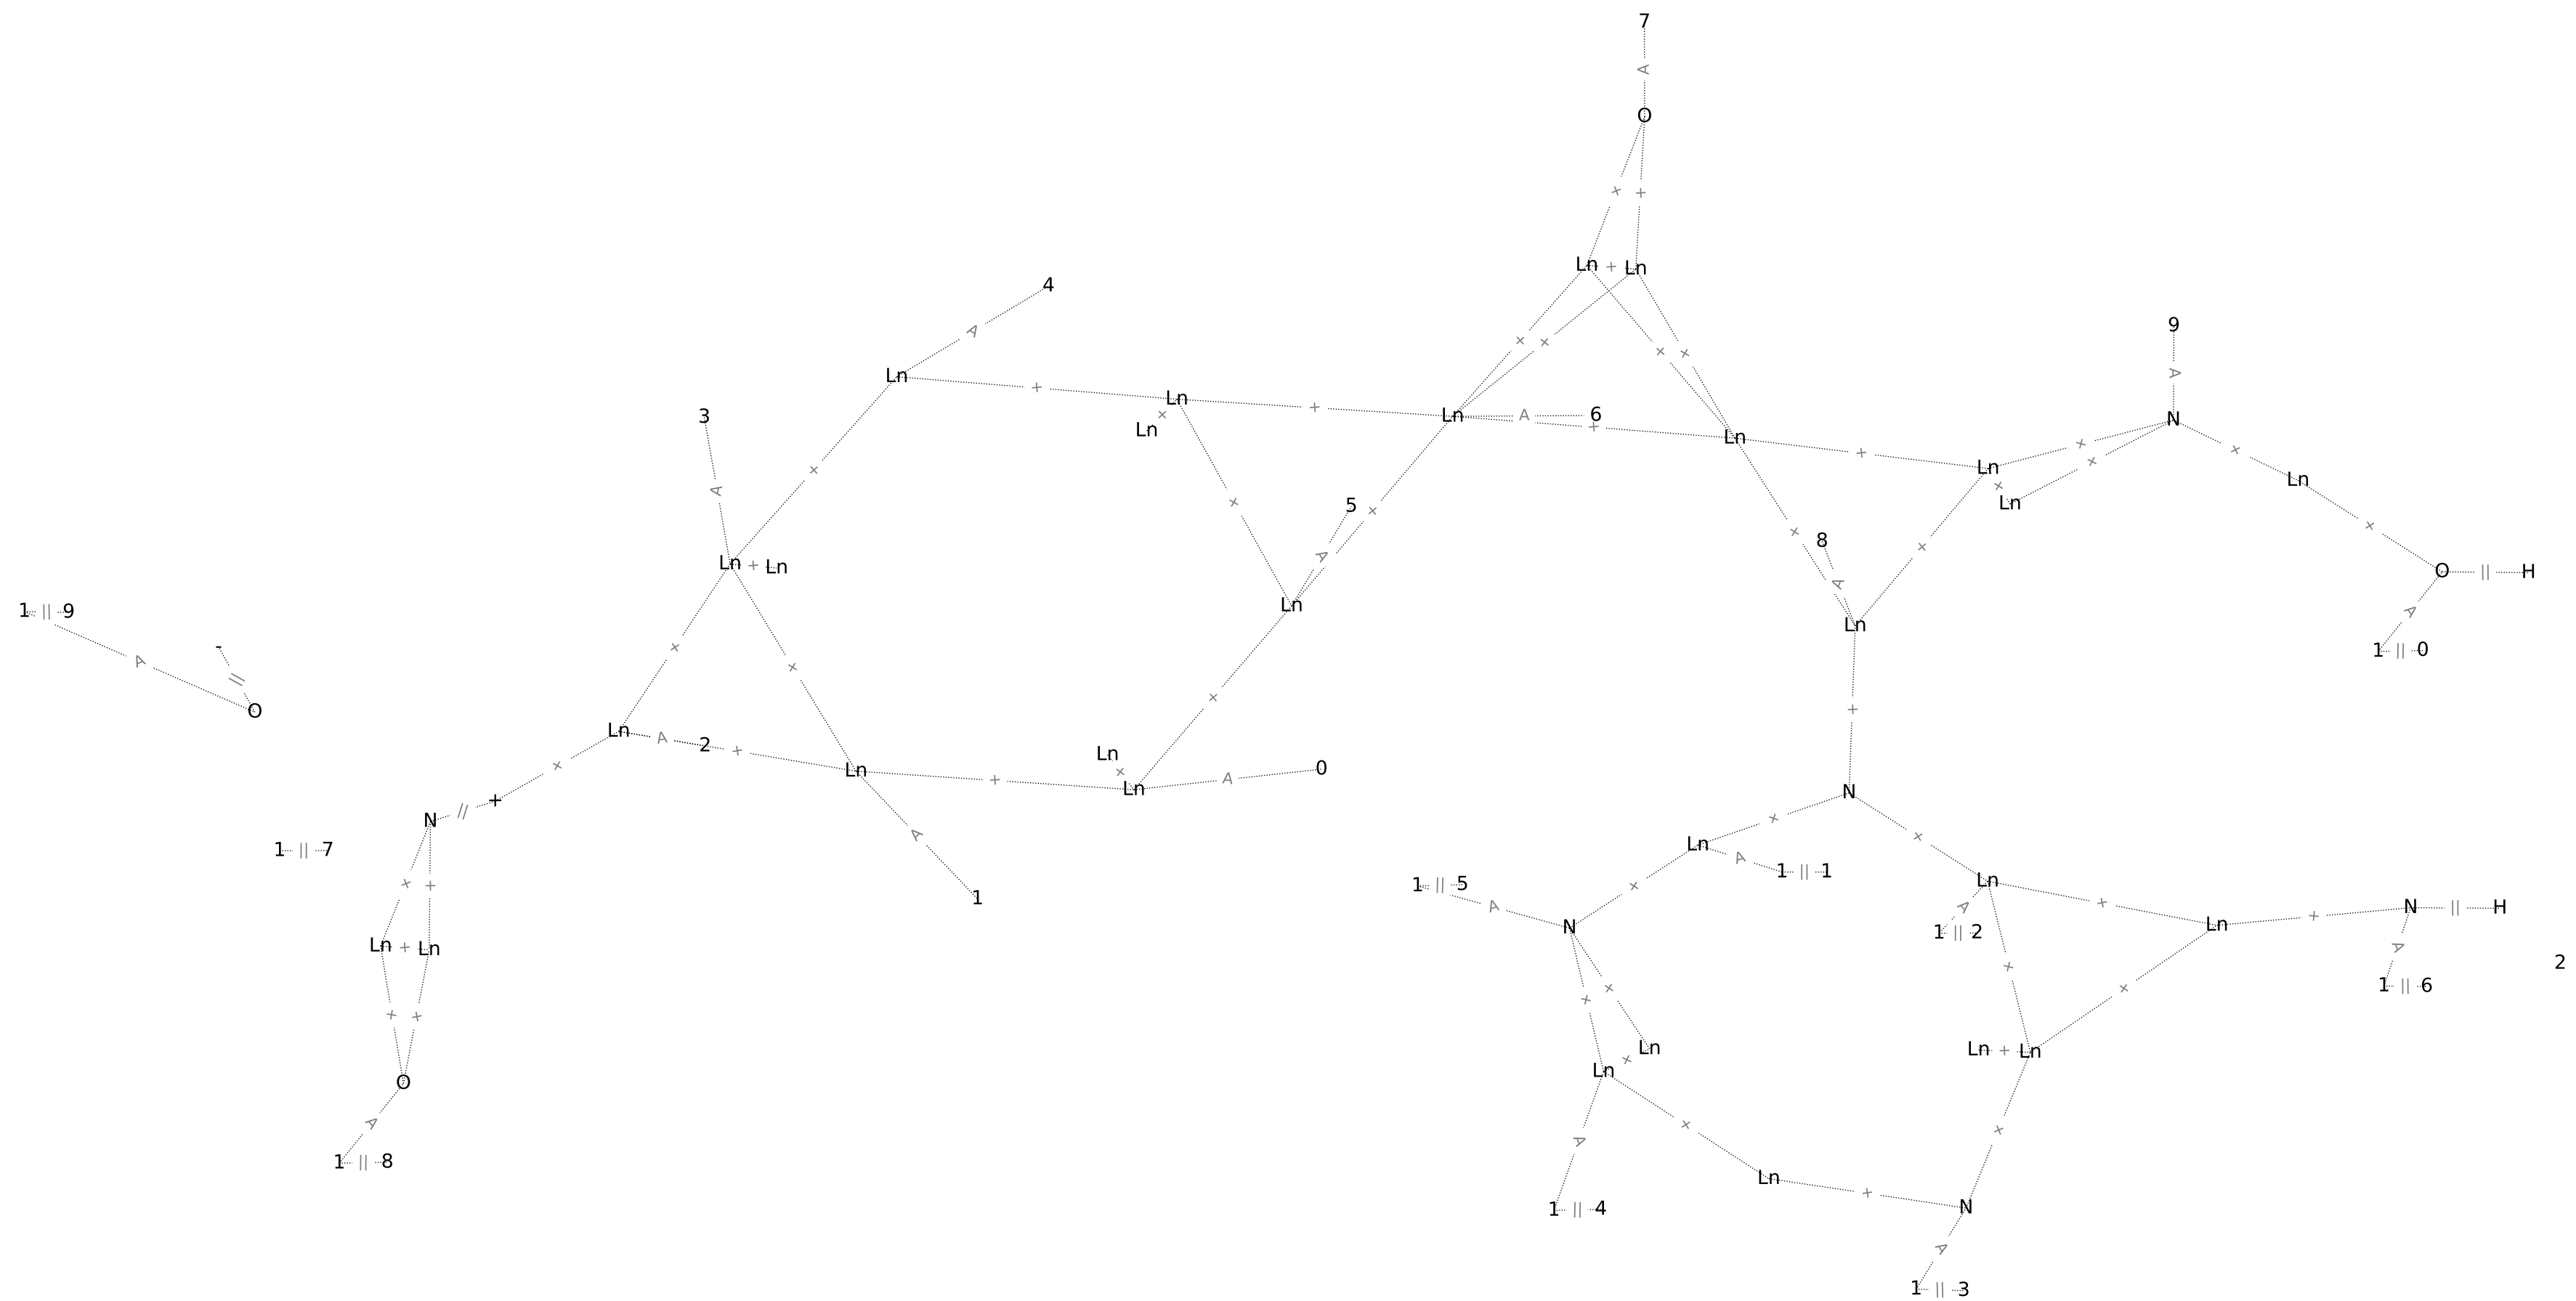 7
A
O
× +
Ln + Ln
4
A
× × × ×
9
A
Ln + Ln + Ln A 6 + Ln + Ln + N × Ln
3
× Ln
A
× × Ln ×
5
A ×
×
8
A
×
×
O || H
A
1 || 0
Ln + Ln
Ln
Ln
1 || 9
A
-
||
O
× ×
×
+
Ln A 2 + Ln + Ln A 0
Ln ×
× + // N
A
1
N
× ×
Ln A 1 || 1
×
1 || 7
× +
Ln + Ln
× ×
O
A
1 || 8
1 || 5 A N
× ×
Ln × Ln
A ×
1 || 4
Ln + N
A
1 || 3
Ln + Ln + N || H
A
1 || 2
A
1 || 6
2
× ×
Ln + Ln
×